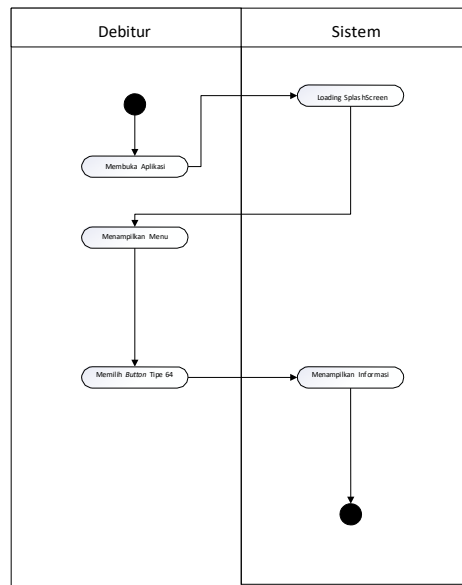 Debitur
Sistem
Loading SplashScreen
Membuka Aplikasi
Menampilkan Menu
Memilih Button Tipe 64
Menampilkan Informasi